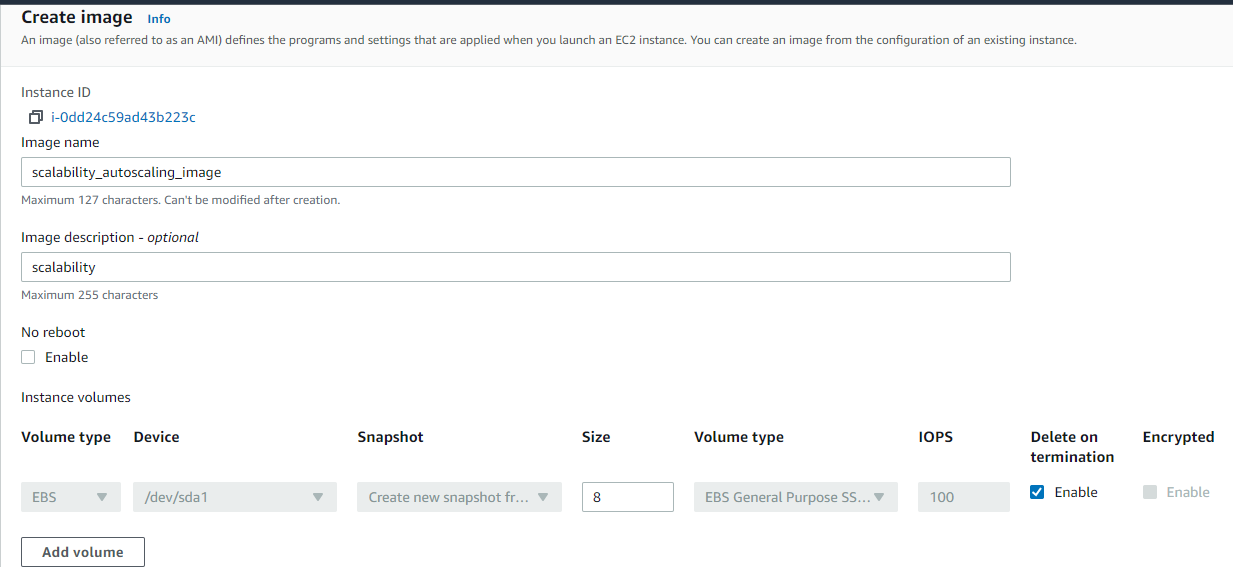 Create image Info
An image (also referred to as an AMI) defines the programs and settings that are applied when you launch an EC2 instance. You can create an image from the configuration of an existing instance.
Instance ID
i-0dd24c59ad43b223c
Image name
scalability_autoscaling_image
Maximum 127 characters. Can't be modified after creation.
Image description - optional
scalability
Maximum 255 characters
No reboot
Enable
Instance volumes
Volume type Device Snapshot Size Volume type IOPS Delete on termination Encrypted
EBS /dev/sda1 Create new snapshot fr... 8 EBS General Purpose SS... 100 Enable Enable
Add volume